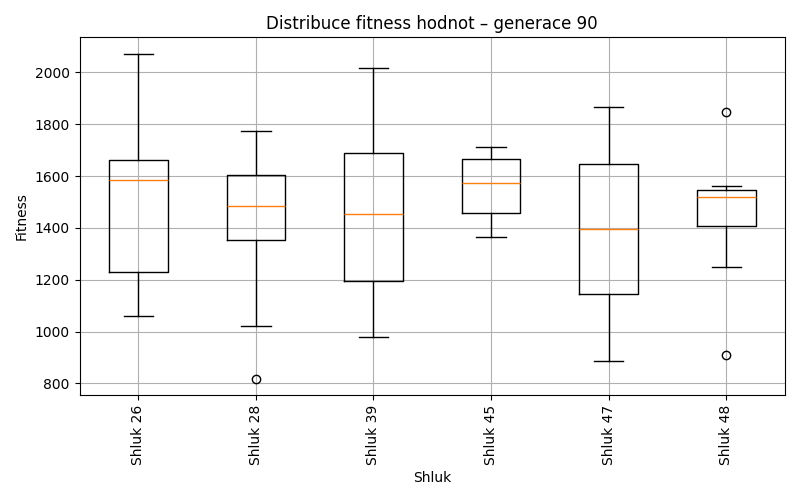 Distribuce fitness hodnot – generace 90
Fitness
2000
1800
1600
1400
1200
1000
800
Shluk 26
Shluk 28
Shluk 39
Shluk 45
Shluk 47
Shluk 48
Shluk